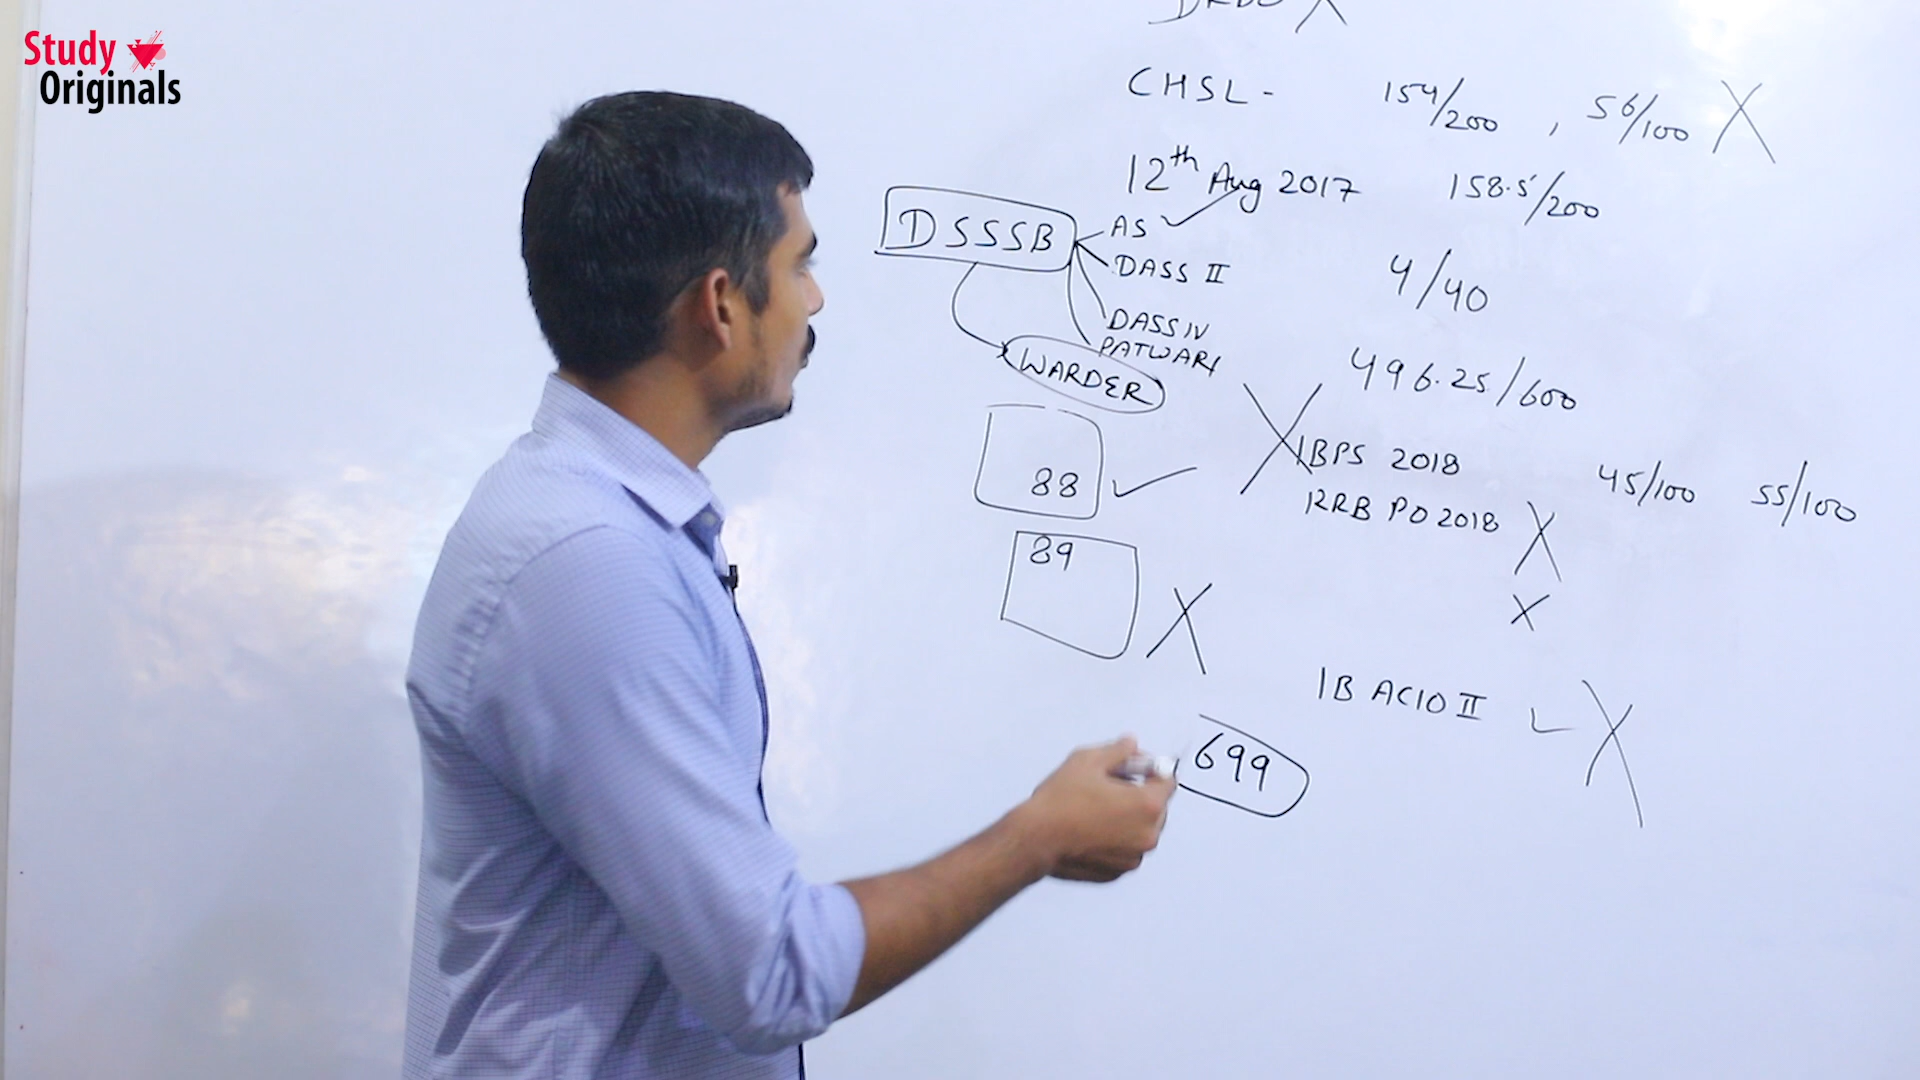 Study
Originals
CHSL - 154/200 , 56/100 X
12th Aug 2017 158.5/200
DSSSB
AS ✓
DASS II
4/40
DASS IV
PATWARI
WARDER
496.25/600
X
88 ✓
IBPS 2018 45/100 55/100
RRB PO 2018 X
89 X
X
IB ACIO II ✓ X
699